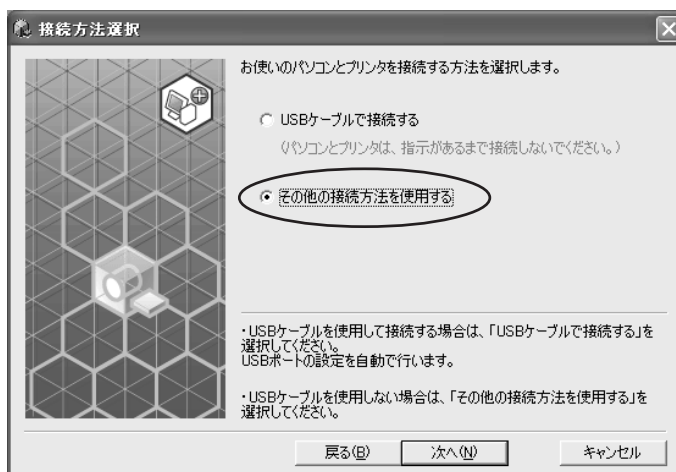 接続方法選択
お使いのパソコンとプリンタを接続する方法を選択します。
USBケーブルで接続する
(パソコンとプリンタは、指示があるまで接続しないでください。)
その他の接続方法を使用する
・USBケーブルを使用して接続する場合は、「USBケーブルで接続する」を
選択してください。
USBポートの設定を自動で行います。
・USBケーブルを使用しない場合は、「その他の接続方法を使用する」を
選択してください。
戻る(B) 次へ(N) キャンセル